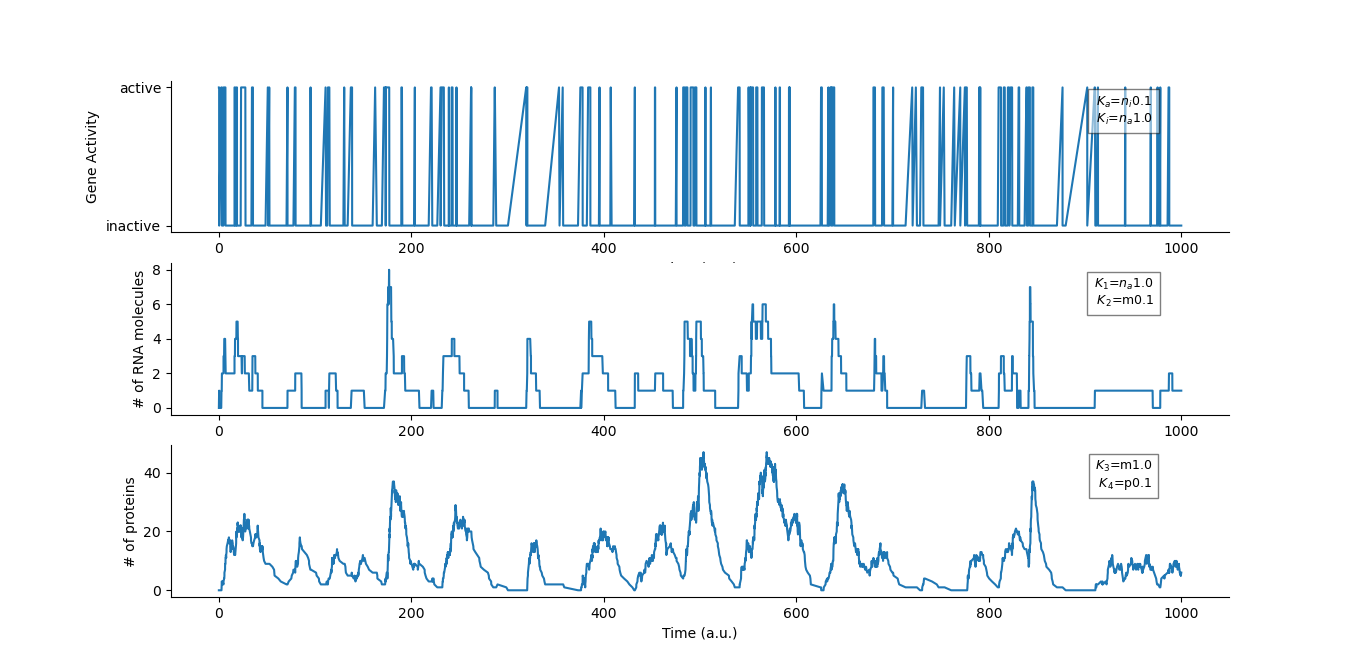 active
Gene Activity
inactive
K_a=n_i0.1
K_i=n_a1.0
0 200 400 600 800 1000
8
6
4
2
0
# of RNA molecules
K_1=n_a1.0
K_2=m0.1
0 200 400 600 800 1000
40
20
0
# of proteins
K_3=m1.0
K_4=p0.1
0 200 400 600 800 1000
Time (a.u.)